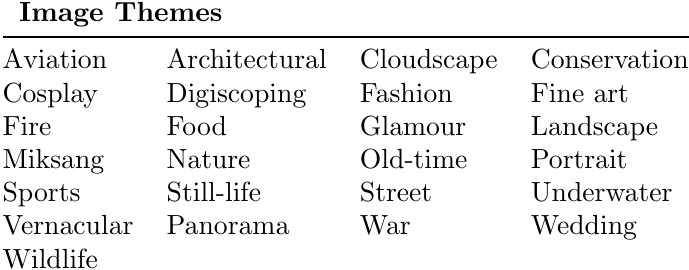 Image Themes
Aviation Architectural Cloudscape Conservation
Cosplay Digiscoping Fashion Fine art
Fire Food Glamour Landscape
Miksang Nature Old-time Portrait
Sports Still-life Street Underwater
Vernacular Panorama War Wedding
Wildlife